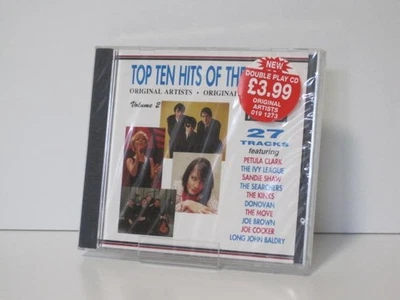 TOP TEN HITS OF THE
ORIGINAL ARTISTS • ORIGINAL
Volume 2
NEW
DOUBLE PLAY CD
£3.99
ORIGINAL
ARTISTS
019 1273
27
TRACKS
featuring
PETULA CLARK
THE IVY LEAGUE
SANDIE SHAW
THE SEARCHERS
THE KINKS
DONOVAN
THE MOVE
JOE BROWN
JOE COCKER
LONG JOHN BALDRY